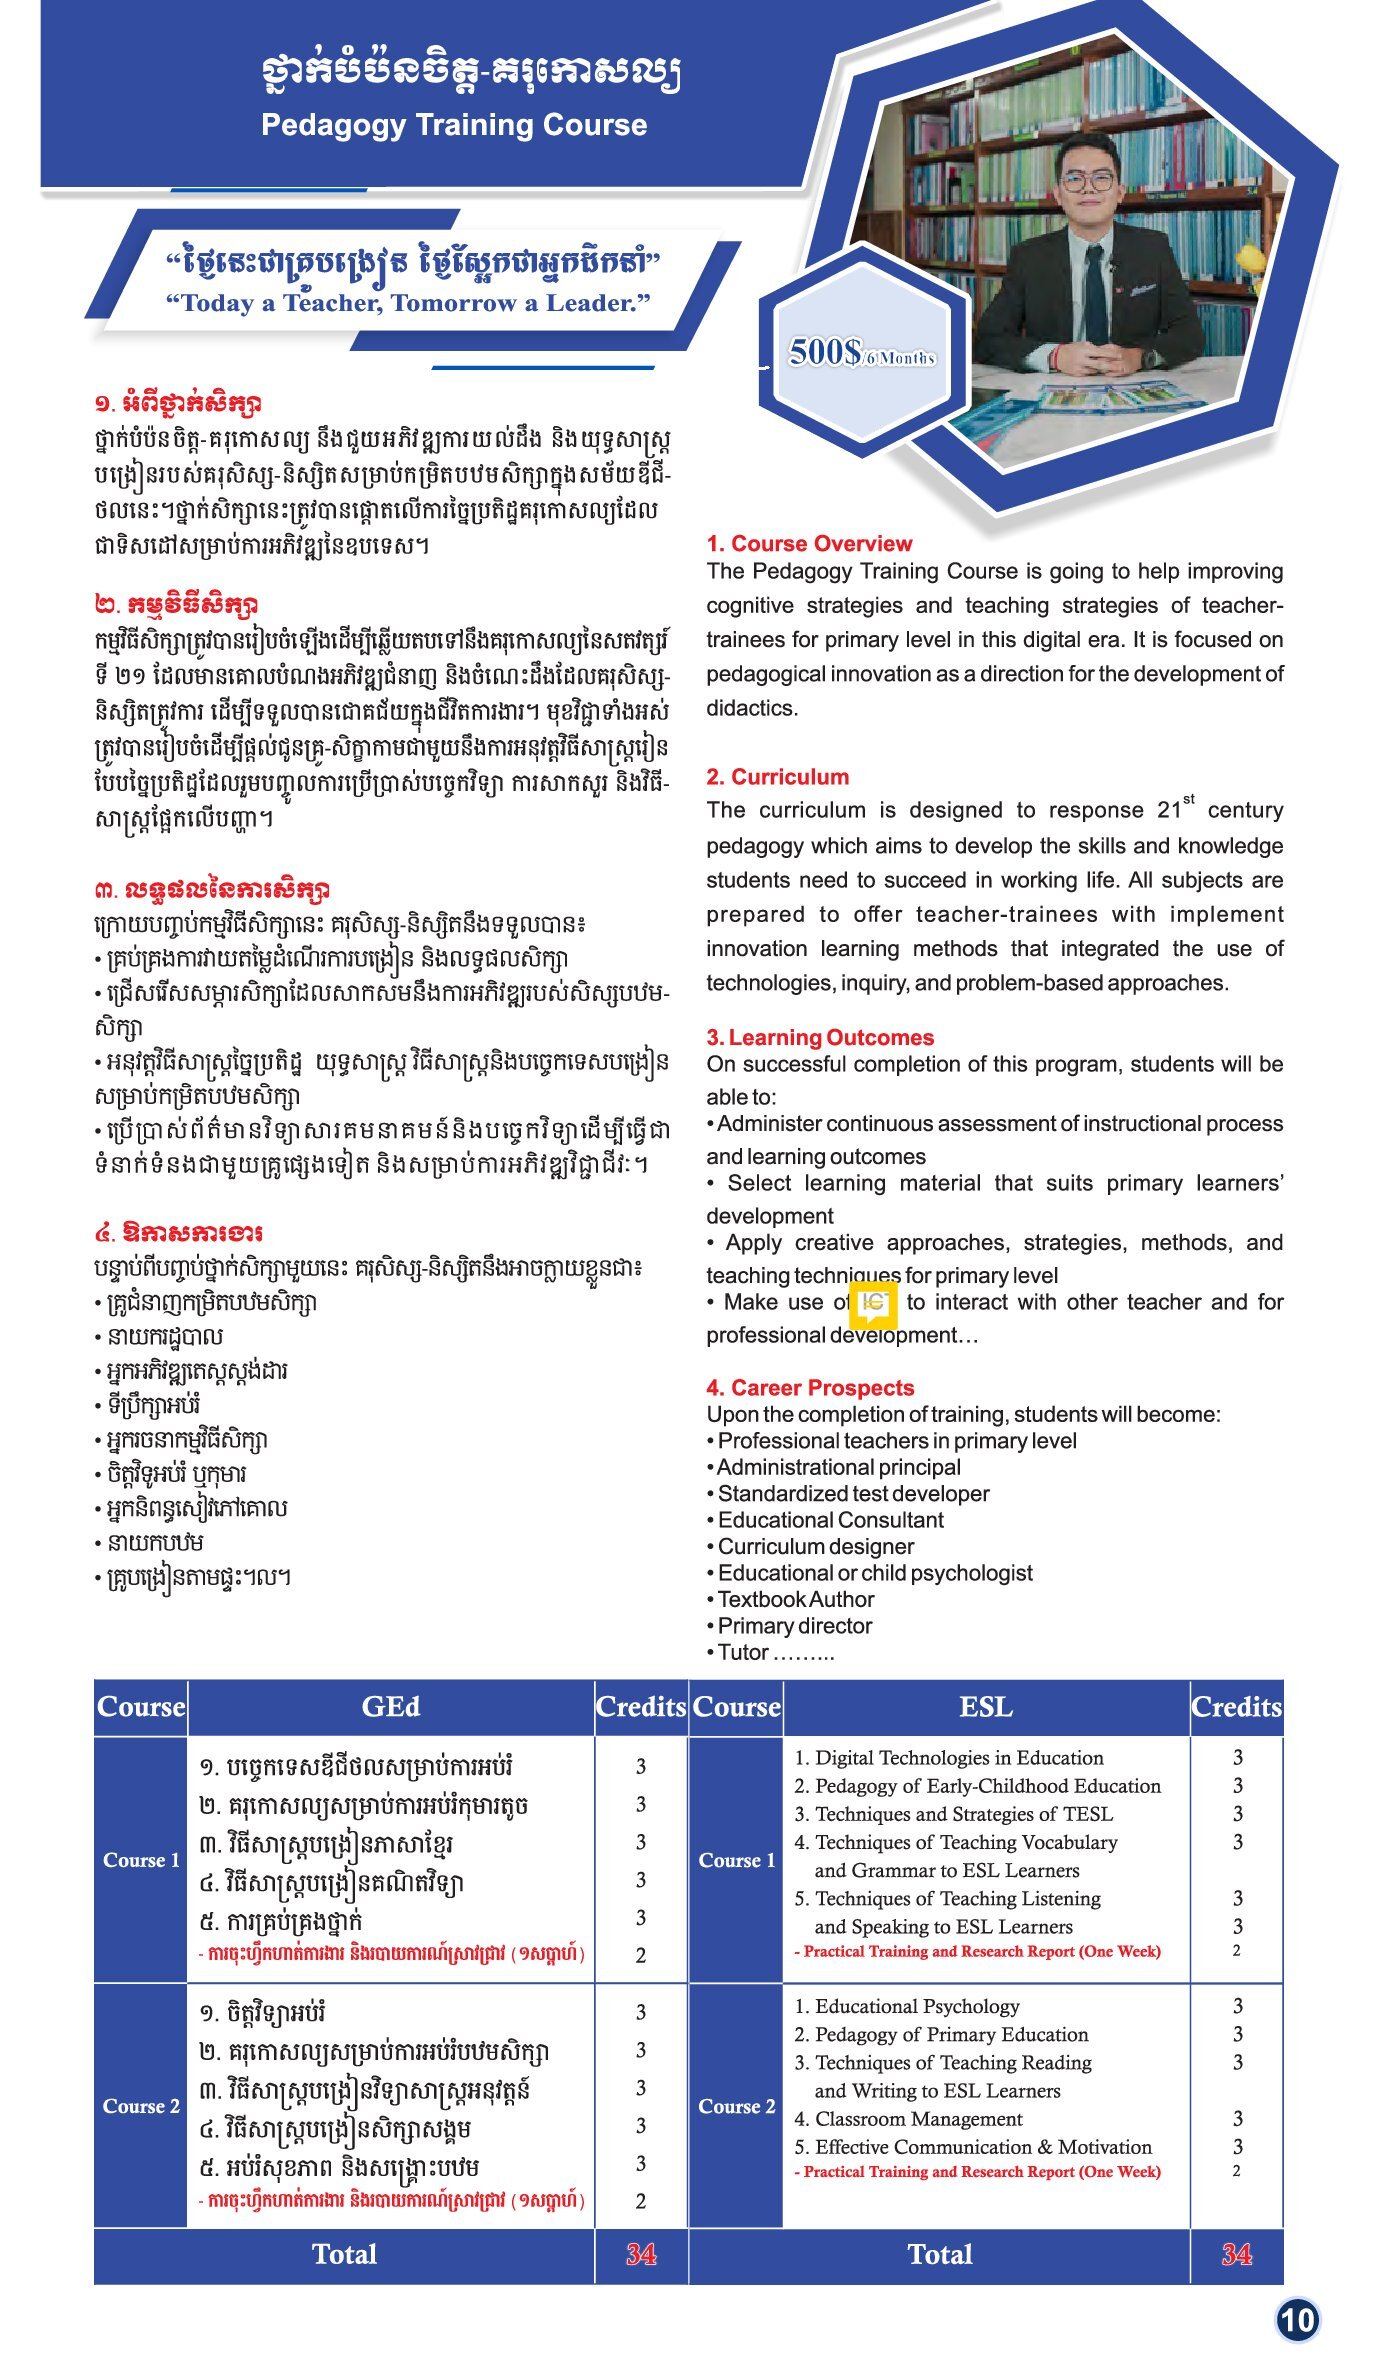 ថ្នាក់បំប៉នចិត្ត-គរុកោសល្យ
Pedagogy Training Course
“ថ្ងៃនេះជាគ្រូបង្រៀន ថ្ងៃស្អែកជាអ្នកដឹកនាំ”
“Today a Teacher, Tomorrow a Leader.”
500$/6 Months
១. អំពីថ្នាក់សិក្សា
ថ្នាក់បំប៉នចិត្ត-គរុកោសល្យ នឹងជួយអភិវឌ្ឍការយល់ដឹង និងយុទ្ធសាស្ត្រ
បង្រៀនរបស់គរុសិស្ស-និស្សិតសម្រាប់កម្រិតបឋមសិក្សាក្នុងសម័យឌីជី-
ថលនេះ។ថ្នាក់សិក្សានេះត្រូវបានផ្តោតលើការច្នៃប្រតិដ្ឋគរុកោសល្យដែល
ជាទិសដៅសម្រាប់ការអភិវឌ្ឍនៃឧបទេស។
២. កម្មវិធីសិក្សា
កម្មវិធីសិក្សាត្រូវបានរៀបចំឡើងដើម្បីឆ្លើយតបទៅនឹងគរុកោសល្យនៃសតវត្សរ៍
ទី ២១ ដែលមានគោលបំណងអភិវឌ្ឍជំនាញ និងចំណេះដឹងដែលគរុសិស្ស-
និស្សិតត្រូវការ ដើម្បីទទួលបានជោគជ័យក្នុងជីវិតការងារ។ មុខវិជ្ជាទាំងអស់
ត្រូវបានរៀបចំដើម្បីផ្តល់ជូនគ្រូ-សិក្ខាកាមជាមួយនឹងការអនុវត្តវិធីសាស្ត្ររៀន
បែបច្នៃប្រតិដ្ឋដែលរួមបញ្ចូលការប្រើប្រាស់បច្ចេកវិទ្យា ការសាកសួរ និងវិធី-
សាស្ត្រផ្អែកលើបញ្ហា។
៣. លទ្ធផលនៃការសិក្សា
ក្រោយបញ្ចប់កម្មវិធីសិក្សានេះ គរុសិស្ស-និស្សិតនឹងទទួលបាន៖
• គ្រប់គ្រងការវាយតម្លៃដំណើរការបង្រៀន និងលទ្ធផលសិក្សា
• ជ្រើសរើសសម្ភារសិក្សាដែលសាកសមនឹងការអភិវឌ្ឍរបស់សិស្សបឋម-
សិក្សា
• អនុវត្តវិធីសាស្ត្រច្នៃប្រតិដ្ឋ យុទ្ធសាស្ត្រ វិធីសាស្ត្រនិងបច្ចេកទេសបង្រៀន
សម្រាប់កម្រិតបឋមសិក្សា
• ប្រើប្រាស់ព័ត៌មានវិទ្យាសារគមនាគមន៍និងបច្ចេកវិទ្យាដើម្បីធ្វើជា
ទំនាក់ទំនងជាមួយគ្រូផ្សេងទៀត និងសម្រាប់ការអភិវឌ្ឍវិជ្ជាជីវៈ។
៤. ឱកាសការងារ
បន្ទាប់ពីបញ្ចប់ថ្នាក់សិក្សាមួយនេះ គរុសិស្ស-និស្សិតនឹងអាចក្លាយខ្លួនជា៖
• គ្រូជំនាញកម្រិតបឋមសិក្សា
• នាយករដ្ឋបាល
• អ្នកអភិវឌ្ឍតេស្តស្តង់ដារ
• ទីប្រឹក្សាអប់រំ
• អ្នករចនាកម្មវិធីសិក្សា
• ចិត្តវិទូអប់រំ ឬកុមារ
• អ្នកនិពន្ធសៀវភៅគោល
• នាយកបឋម
• គ្រូបង្រៀនតាមផ្ទះ។ល។
1. Course Overview
The Pedagogy Training Course is going to help improving
cognitive strategies and teaching strategies of teacher-
trainees for primary level in this digital era. It is focused on
pedagogical innovation as a direction for the development of
didactics.
2. Curriculum
The curriculum is designed to response 21st century
pedagogy which aims to develop the skills and knowledge
students need to succeed in working life. All subjects are
prepared to offer teacher-trainees with implement
innovation learning methods that integrated the use of
technologies, inquiry, and problem-based approaches.
3. Learning Outcomes
On successful completion of this program, students will be
able to:
• Administer continuous assessment of instructional process
and learning outcomes
• Select learning material that suits primary learners’
development
• Apply creative approaches, strategies, methods, and
teaching techniques for primary level
• Make use of ICT to interact with other teacher and for
professional development…
4. Career Prospects
Upon the completion of training, students will become:
• Professional teachers in primary level
• Administrational principal
• Standardized test developer
• Educational Consultant
• Curriculum designer
• Educational or child psychologist
• Textbook Author
• Primary director
• Tutor ………
Course GEd Credits Course ESL Credits
Course 1
១. បច្ចេកទេសឌីជីថលសម្រាប់ការអប់រំ 3
២. គរុកោសល្យសម្រាប់ការអប់រំកុមារតូច 3
៣. វិធីសាស្ត្របង្រៀនភាសាខ្មែរ 3
៤. វិធីសាស្ត្របង្រៀនគណិតវិទ្យា 3
៥. ការគ្រប់គ្រងថ្នាក់ 3
- ការចុះហ្វឹកហាត់ការងារ និងរបាយការណ៍ស្រាវជ្រាវ (១សប្តាហ៍) 2
Course 1
1. Digital Technologies in Education 3
2. Pedagogy of Early-Childhood Education 3
3. Techniques and Strategies of TESL 3
4. Techniques of Teaching Vocabulary 3
and Grammar to ESL Learners
5. Techniques of Teaching Listening 3
and Speaking to ESL Learners 3
- Practical Training and Research Report (One Week) 2
Course 2
១. ចិត្តវិទ្យាអប់រំ 3
២. គរុកោសល្យសម្រាប់ការអប់រំបឋមសិក្សា 3
៣. វិធីសាស្ត្របង្រៀនវិទ្យាសាស្ត្រអនុវត្តន៍ 3
៤. វិធីសាស្ត្របង្រៀនសិក្សាសង្គម 3
៥. អប់រំសុខភាព និងសង្គ្រោះបឋម 3
- ការចុះហ្វឹកហាត់ការងារ និងរបាយការណ៍ស្រាវជ្រាវ (១សប្តាហ៍) 2
Course 2
1. Educational Psychology 3
2. Pedagogy of Primary Education 3
3. Techniques of Teaching Reading 3
and Writing to ESL Learners
4. Classroom Management 3
5. Effective Communication & Motivation 3
- Practical Training and Research Report (One Week) 2
Total 34 Total 34
10